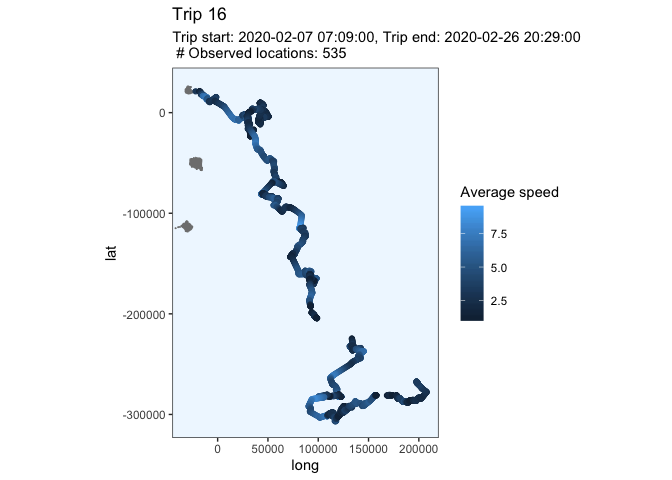 Trip 16
Trip start: 2020-02-07 07:09:00, Trip end: 2020-02-26 20:29:00
# Observed locations: 535
0
-100000
-200000
-300000
lat
0 50000 100000 150000 200000
long
Average speed
7.5
5.0
2.5